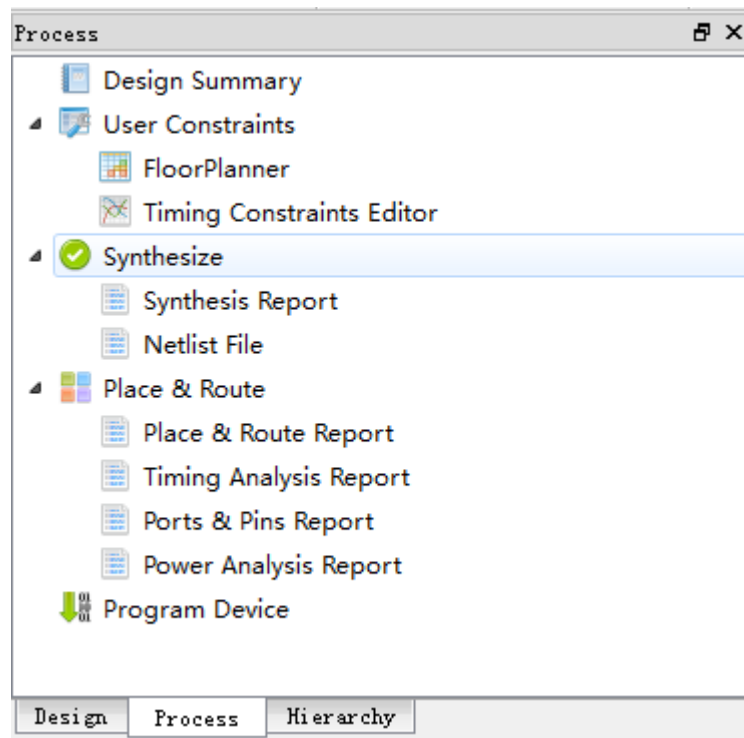 Process
Design Summary
User Constraints
FloorPlanner
Timing Constraints Editor
Synthesize
Synthesis Report
Netlist File
Place & Route
Place & Route Report
Timing Analysis Report
Ports & Pins Report
Power Analysis Report
Program Device
Design Process Hierarchy